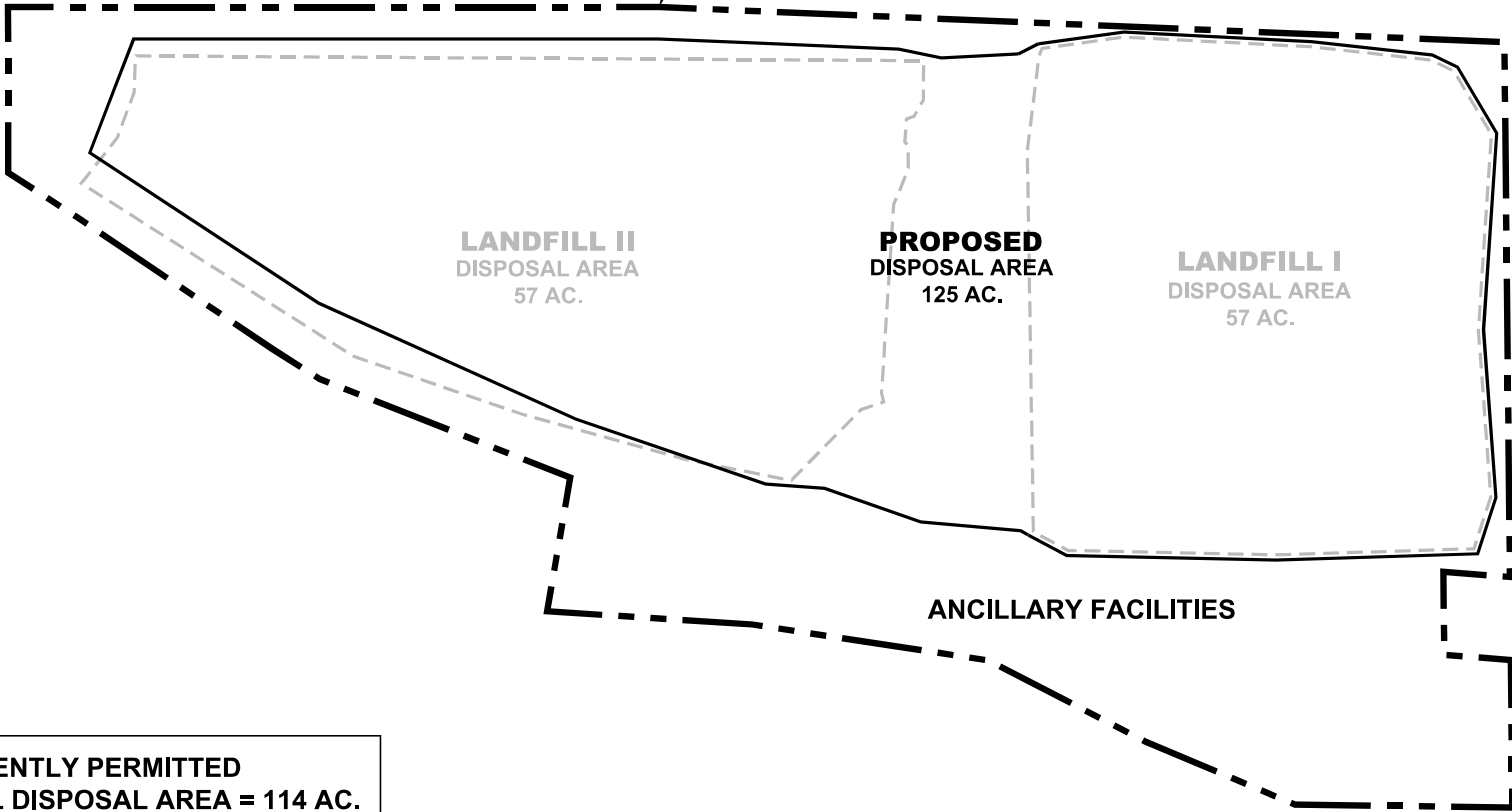 LANDFILL II
DISPOSAL AREA
57 AC.
PROPOSED
DISPOSAL AREA
125 AC.
LANDFILL I
DISPOSAL AREA
57 AC.
ANCILLARY FACILITIES
ENTLY PERMITTED
DISPOSAL AREA = 114 AC.